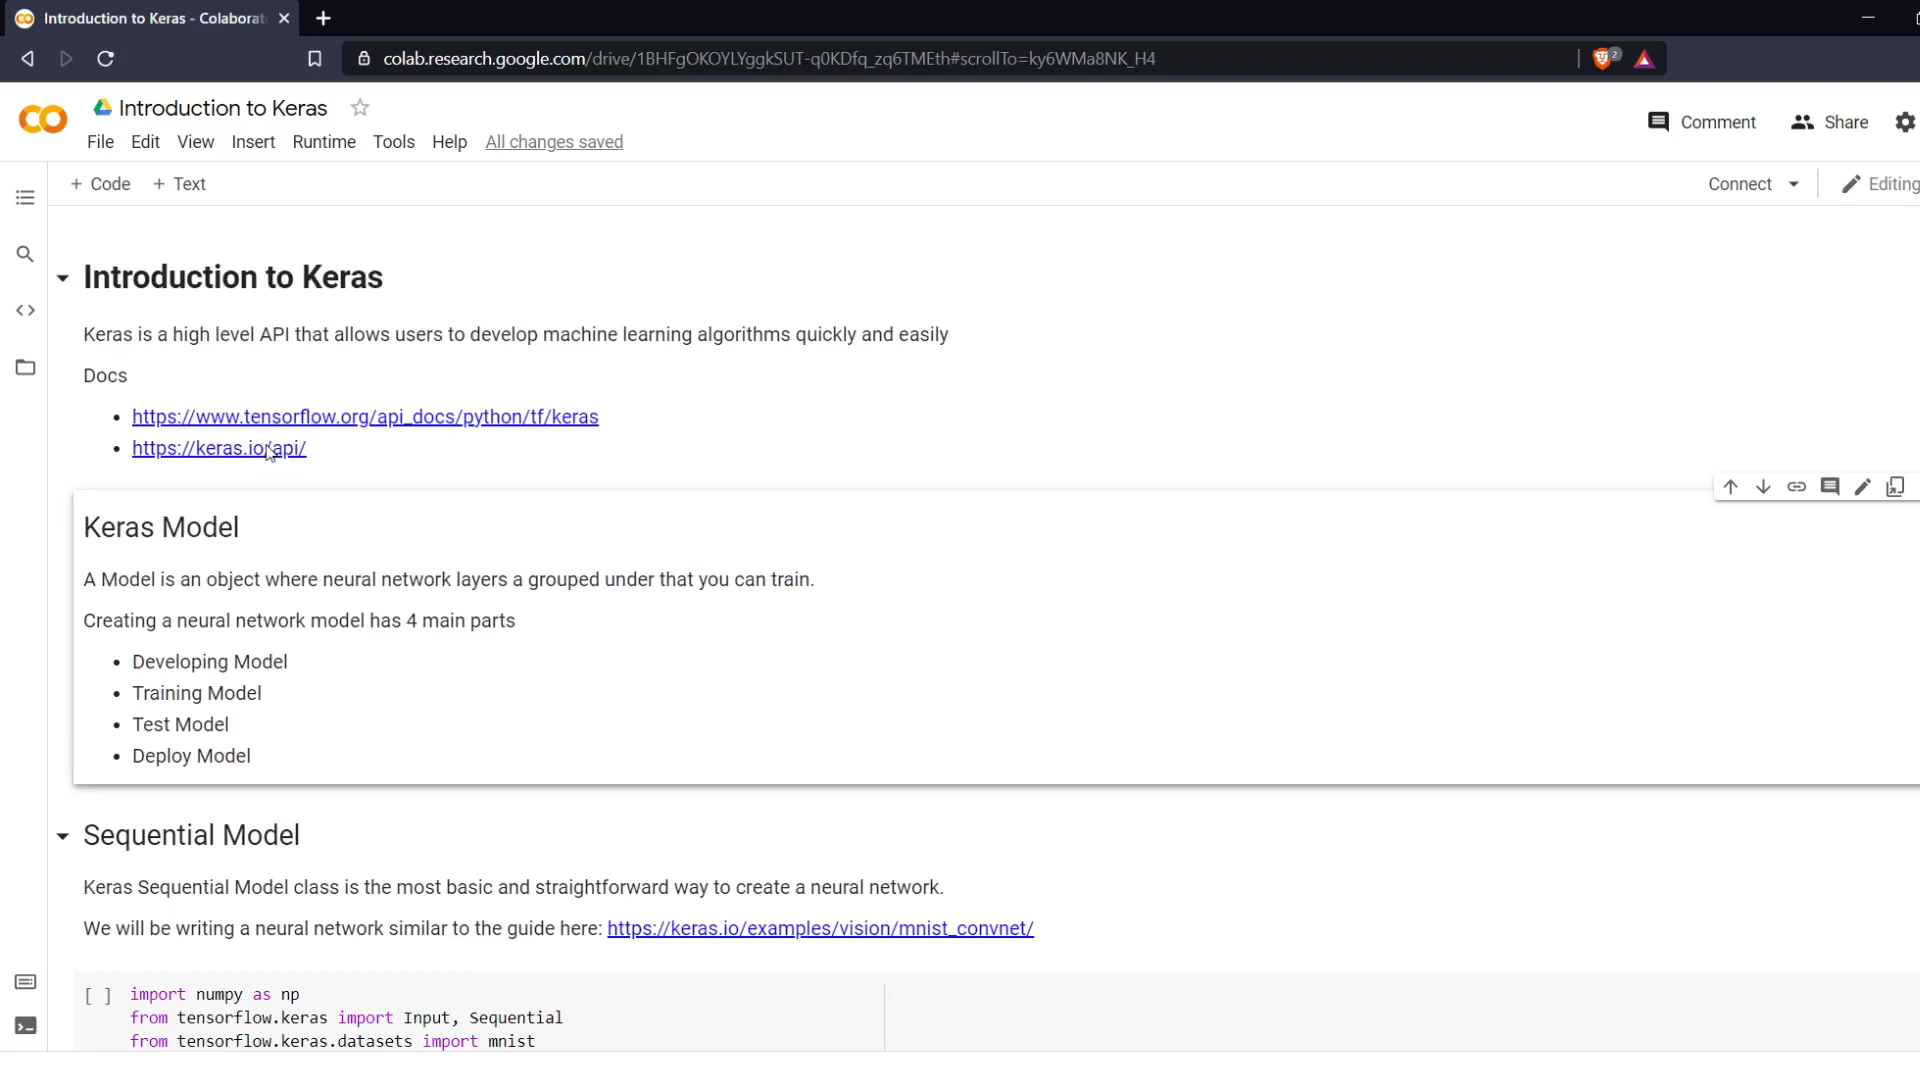 Introduction to Keras - Colaborat
colab.research.google.com/drive/1BHFgOKOYLYggkSUT-q0KDfq_zq6TMEth#scrollTo=ky6WMa8NK_H4
2
CO
Introduction to Keras
Comment
Share
File Edit View Insert Runtime Tools Help All changes saved
+ Code + Text
Connect
Editing
Introduction to Keras
Keras is a high level API that allows users to develop machine learning algorithms quickly and easily
Docs
• https://www.tensorflow.org/api_docs/python/tf/keras
• https://keras.io/api/
Keras Model
A Model is an object where neural network layers a grouped under that you can train.
Creating a neural network model has 4 main parts
• Developing Model
• Training Model
• Test Model
• Deploy Model
Sequential Model
Keras Sequential Model class is the most basic and straightforward way to create a neural network.
We will be writing a neural network similar to the guide here: https://keras.io/examples/vision/mnist_convnet/
[ ] import numpy as np
from tensorflow.keras import Input, Sequential
from tensorflow.keras.datasets import mnist